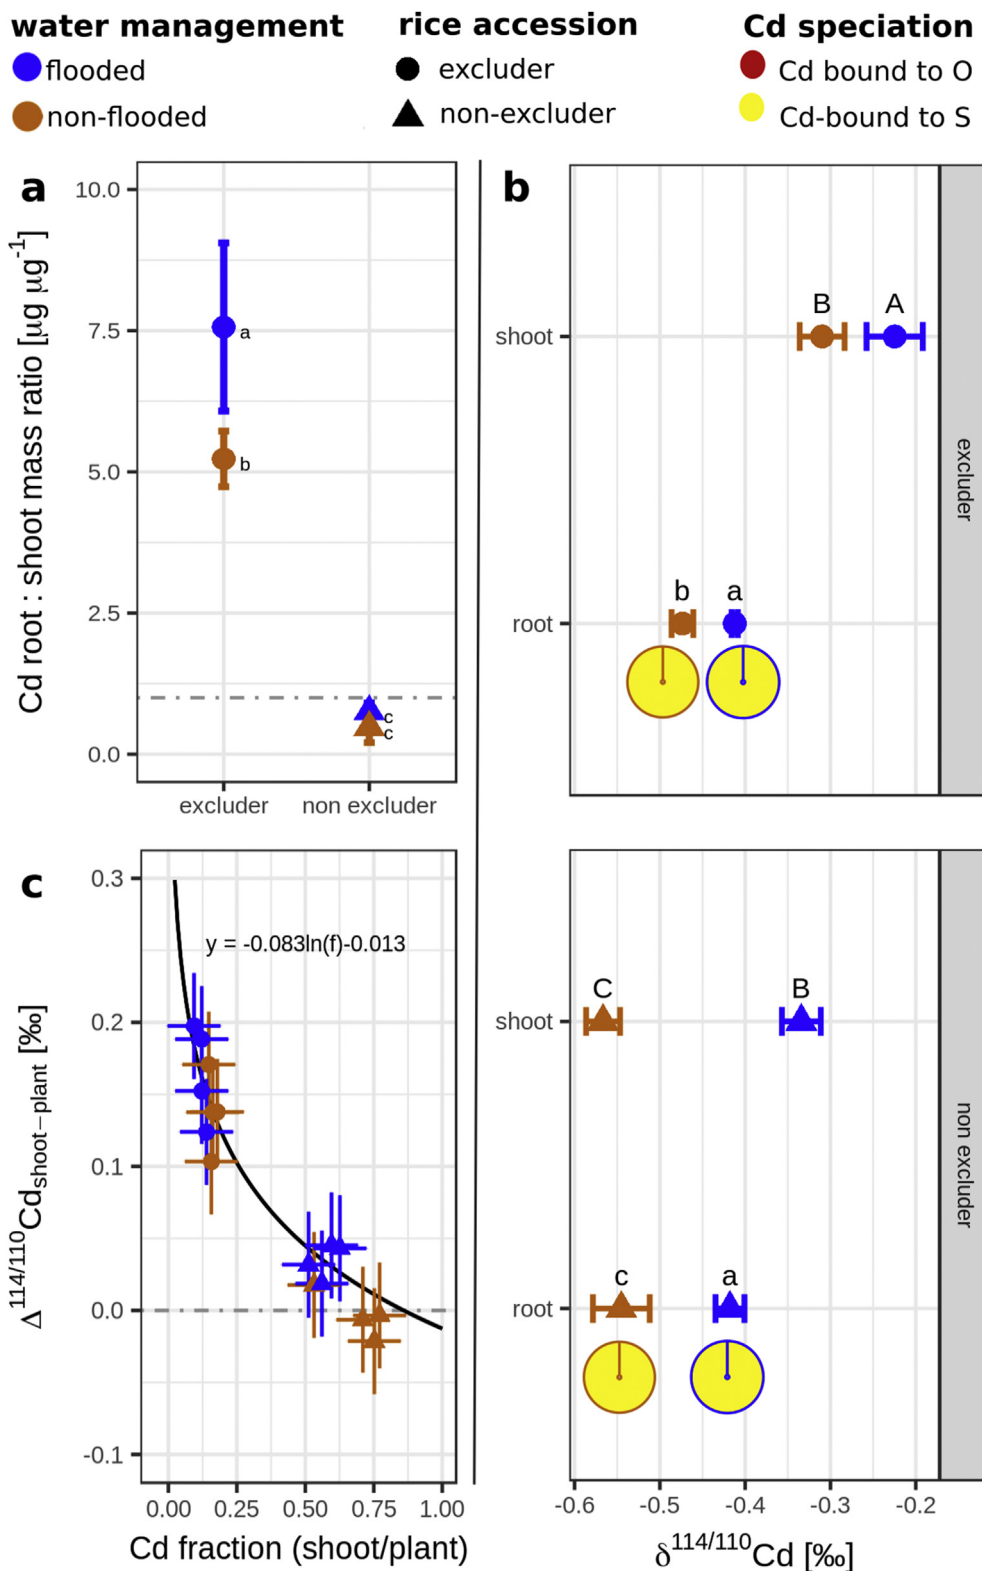 water management rice accession Cd speciation
flooded excluder Cd bound to O
non-flooded non-excluder Cd-bound to S
a
Cd root : shoot mass ratio [µg µg⁻¹]
10.0
7.5
5.0
2.5
0.0
a
b
c
c
excluder non excluder
b
B A
shoot
b a
root
excluder
C B
shoot
c a
root
non excluder
-0.6 -0.5 -0.4 -0.3 -0.2
δ¹¹⁴/¹¹⁰Cd [‰]
c
Δ¹¹⁴/¹¹⁰Cdshoot−plant [‰]
0.3
0.2
0.1
0.0
-0.1
y = -0.083ln(f)-0.013
0.00 0.25 0.50 0.75 1.00
Cd fraction (shoot/plant)